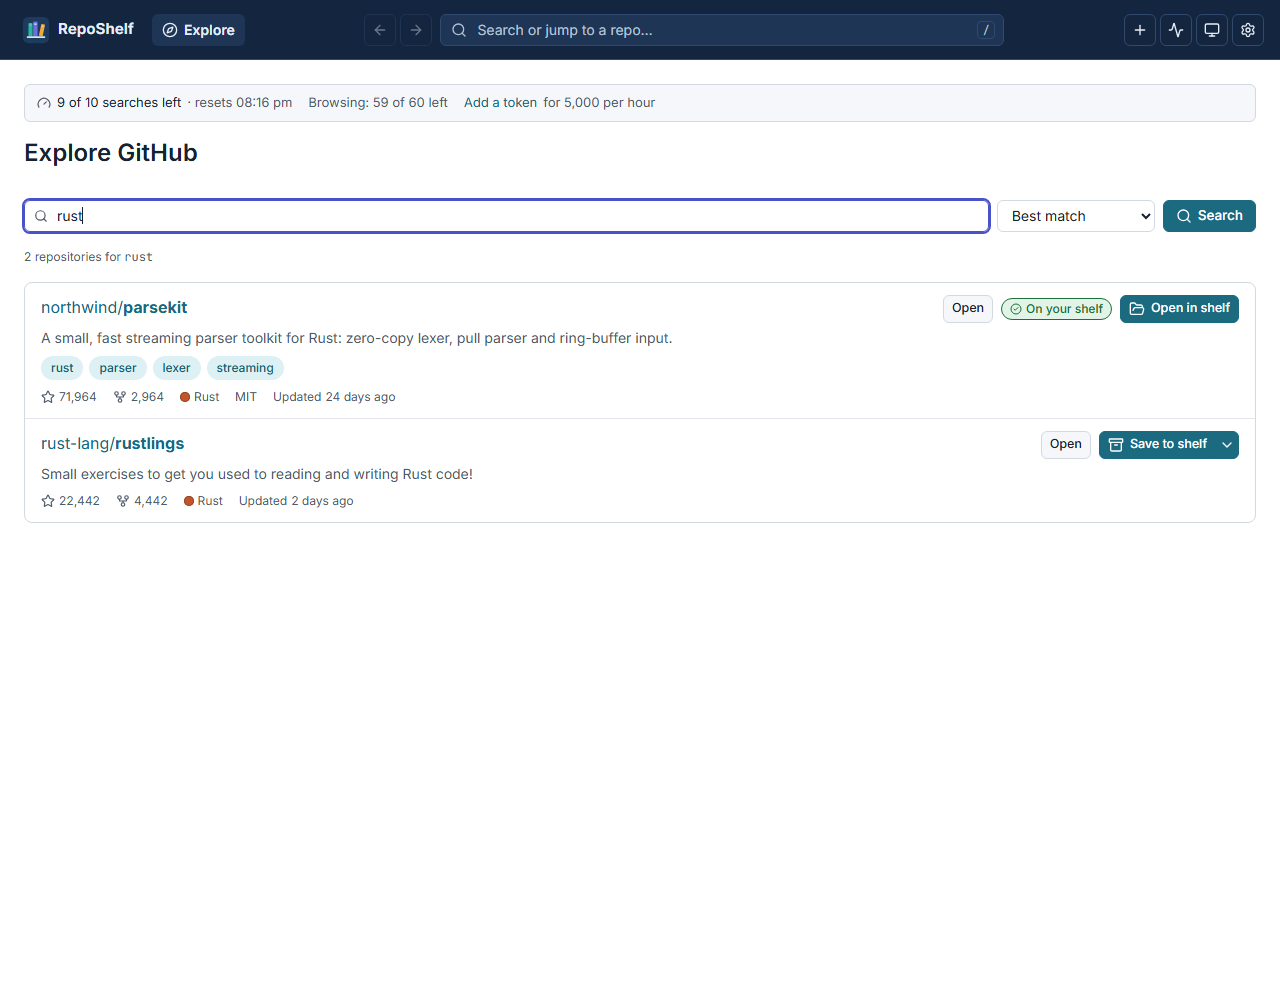 RepoShelf
Explore
Search or jump to a repo...
/
9 of 10 searches left · resets 08:16 pm Browsing: 59 of 60 left Add a token for 5,000 per hour
Explore GitHub
rust
Best match
Search
2 repositories for rust
northwind/parsekit
Open
On your shelf
Open in shelf
A small, fast streaming parser toolkit for Rust: zero-copy lexer, pull parser and ring-buffer input.
rust parser lexer streaming
71,964 2,964 Rust MIT Updated 24 days ago
rust-lang/rustlings
Open
Save to shelf
Small exercises to get you used to reading and writing Rust code!
22,442 4,442 Rust Updated 2 days ago